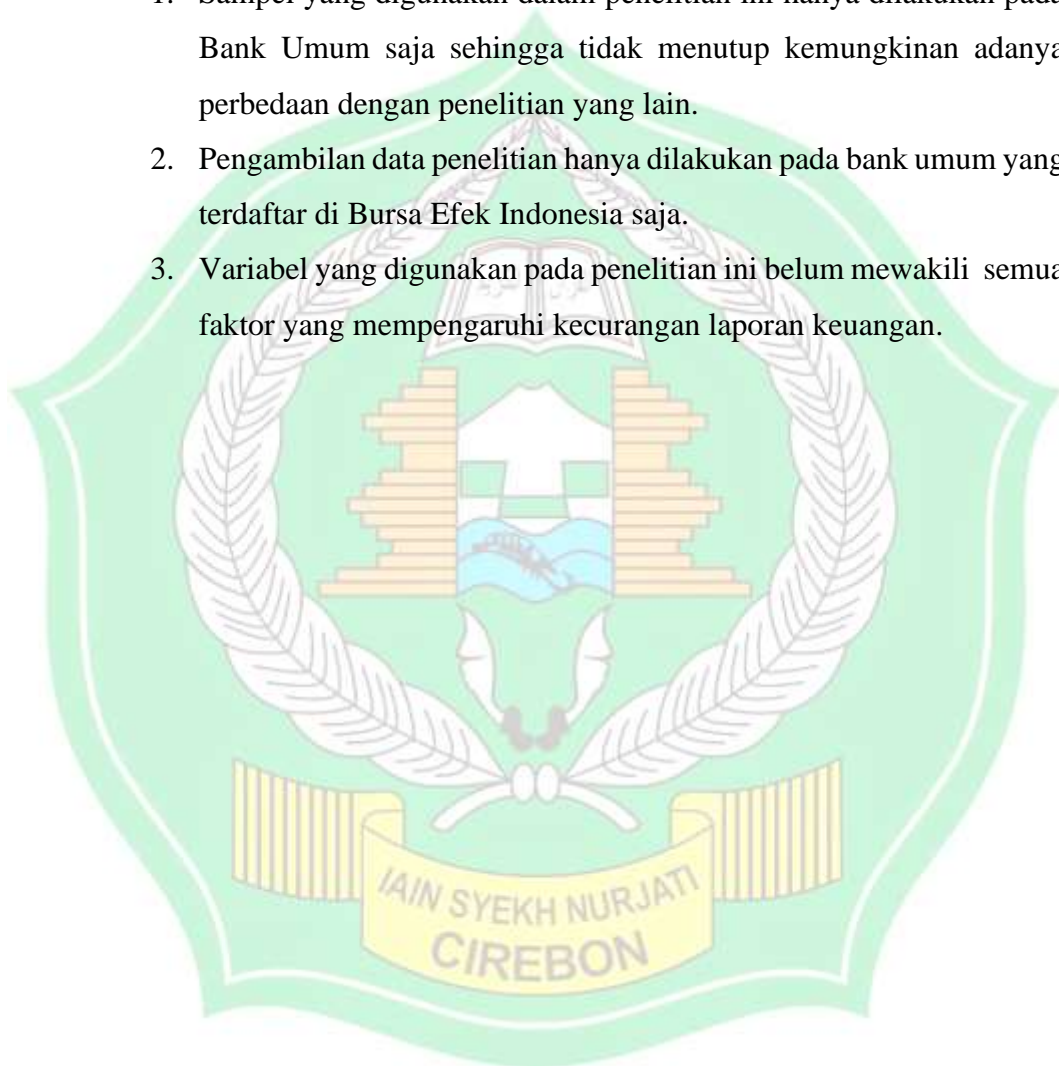 1. Sampel yang digunakan dalam penelitian ini hanya dilakukan pada
Bank Umum saja sehingga tidak menutup kemungkinan adanya
perbedaan dengan penelitian yang lain.
2. Pengambilan data penelitian hanya dilakukan pada bank umum yang
terdaftar di Bursa Efek Indonesia saja.
3. Variabel yang digunakan pada penelitian ini belum mewakili semua
faktor yang mempengaruhi kecurangan laporan keuangan.
IAIN SYEKH NURJATI
CIREBON